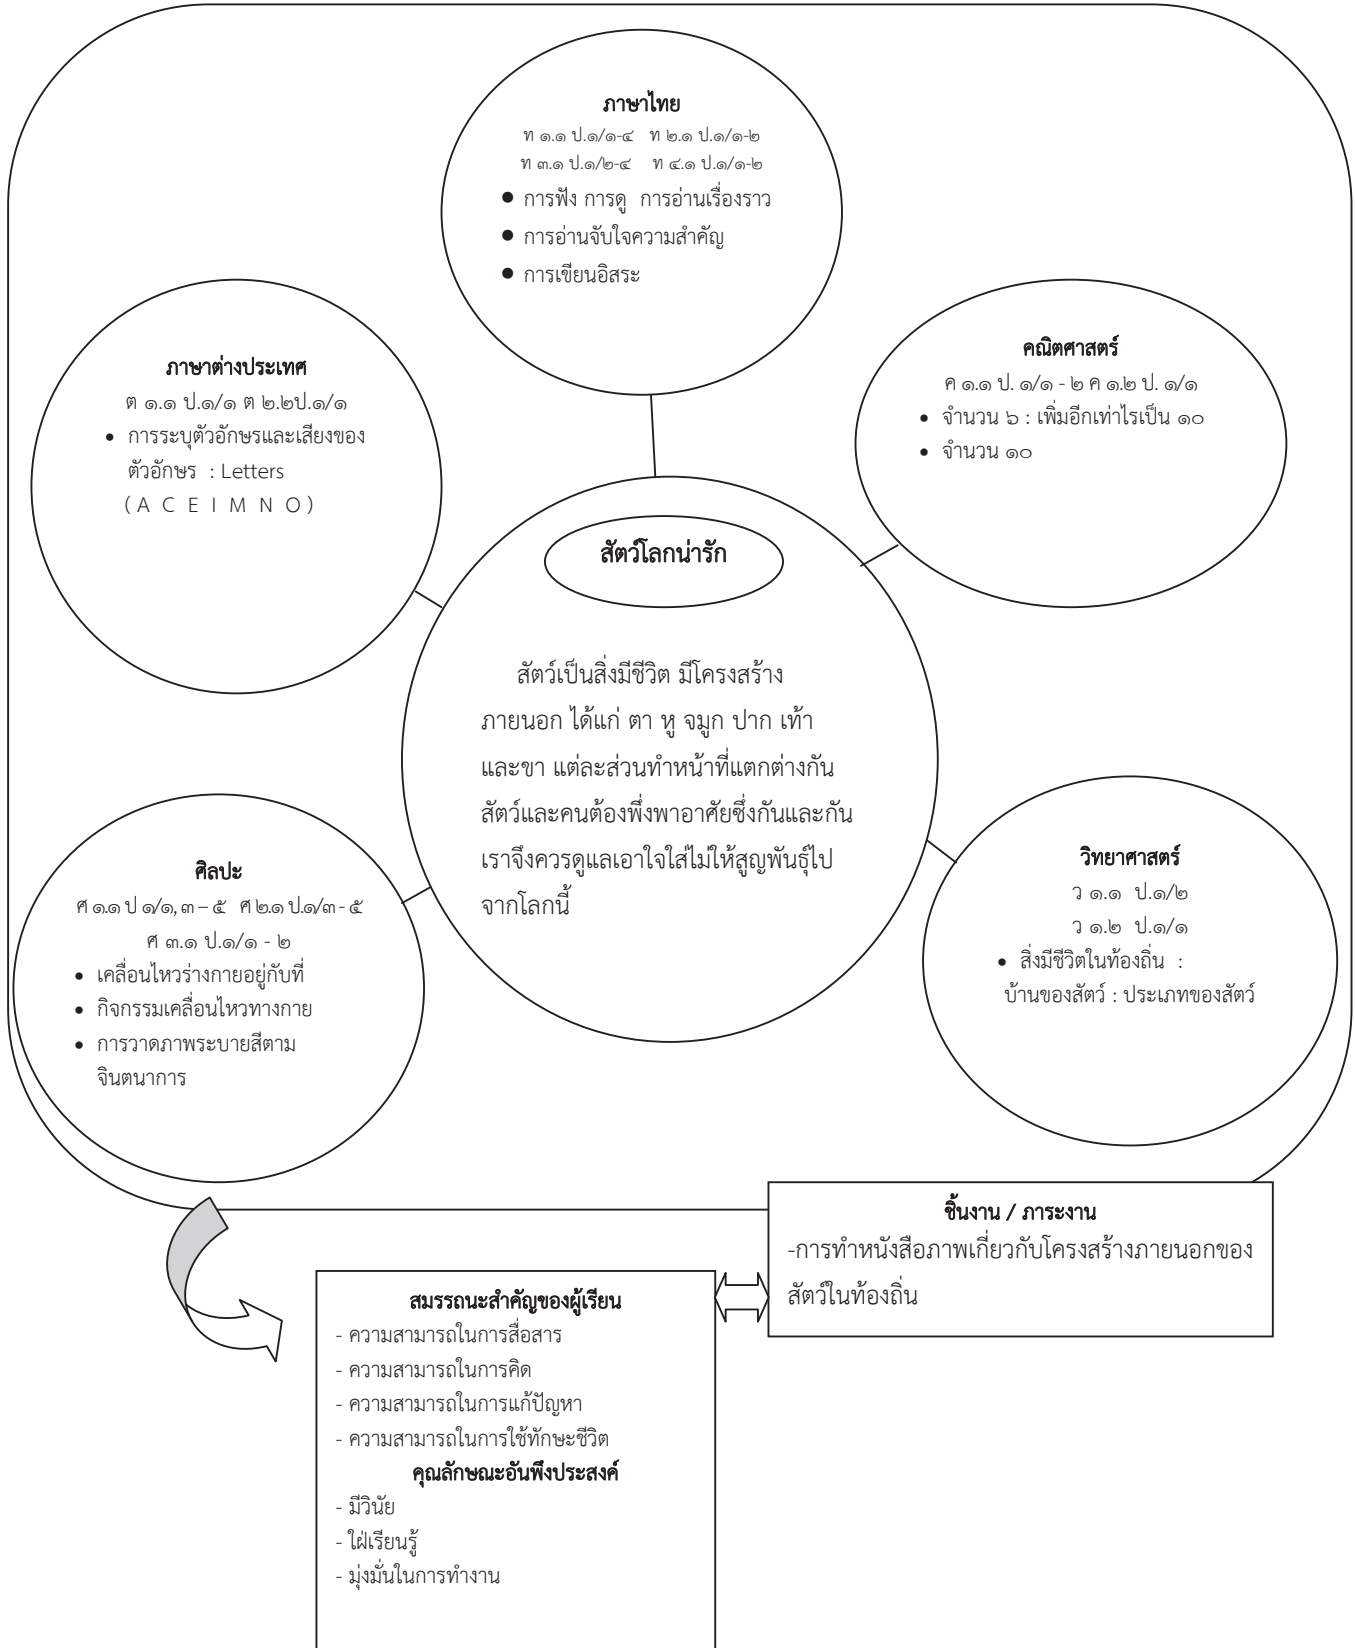 ภาษาไทย
ท ๑.๑ ป.๑/๑-๔ ท ๒.๑ ป.๑/๑-๒
ท ๓.๑ ป.๑/๒-๔ ท ๔.๑ ป.๑/๑-๒
● การฟัง การดู การอ่านเรื่องราว
● การอ่านจับใจความสำคัญ
● การเขียนอิสระ
ภาษาต่างประเทศ
ต ๑.๑ ป.๑/๑ ต ๒.๒ป.๑/๑
• การระบุตัวอักษรและเสียงของ
ตัวอักษร : Letters
( A C E I M N O )
คณิตศาสตร์
ค ๑.๑ ป. ๑/๑ - ๒ ค ๑.๒ ป. ๑/๑
• จำนวน ๖ : เพิ่มอีกเท่าไรเป็น ๑๐
• จำนวน ๑๐
สัตว์โลกน่ารัก
สัตว์เป็นสิ่งมีชีวิต มีโครงสร้าง
ภายนอก ได้แก่ ตา หู จมูก ปาก เท้า
และขา แต่ละส่วนทำหน้าที่แตกต่างกัน
สัตว์และคนต้องพึ่งพาอาศัยซึ่งกันและกัน
เราจึงควรดูแลเอาใจใส่ไม่ให้สูญพันธุ์ไป
จากโลกนี้
ศิลปะ
ศ ๑.๑ ป ๑/๑, ๓ – ๕ ศ ๒.๑ ป.๑/๓ - ๕
ศ ๓.๑ ป.๑/๑ - ๒
• เคลื่อนไหวร่างกายอยู่กับที่
• กิจกรรมเคลื่อนไหวทางกาย
• การวาดภาพระบายสีตาม
จินตนาการ
วิทยาศาสตร์
ว ๑.๑ ป.๑/๒
ว ๑.๒ ป.๑/๑
• สิ่งมีชีวิตในท้องถิ่น :
บ้านของสัตว์ : ประเภทของสัตว์
ชิ้นงาน / ภาระงาน
-การทำหนังสือภาพเกี่ยวกับโครงสร้างภายนอกของ
สัตว์ในท้องถิ่น
สมรรถนะสำคัญของผู้เรียน
- ความสามารถในการสื่อสาร
- ความสามารถในการคิด
- ความสามารถในการแก้ปัญหา
- ความสามารถในการใช้ทักษะชีวิต
คุณลักษณะอันพึงประสงค์
- มีวินัย
- ใฝ่เรียนรู้
- มุ่งมั่นในการทำงาน